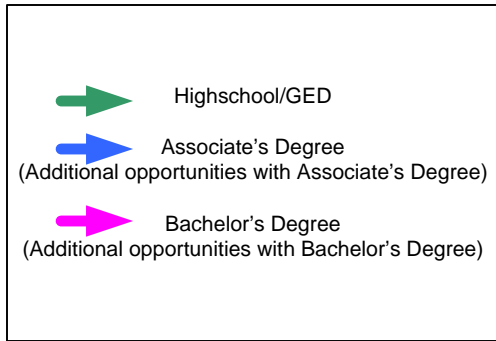 Highschool/GED
Associate's Degree
(Additional opportunities with Associate's Degree)
Bachelor's Degree
(Additional opportunities with Bachelor's Degree)